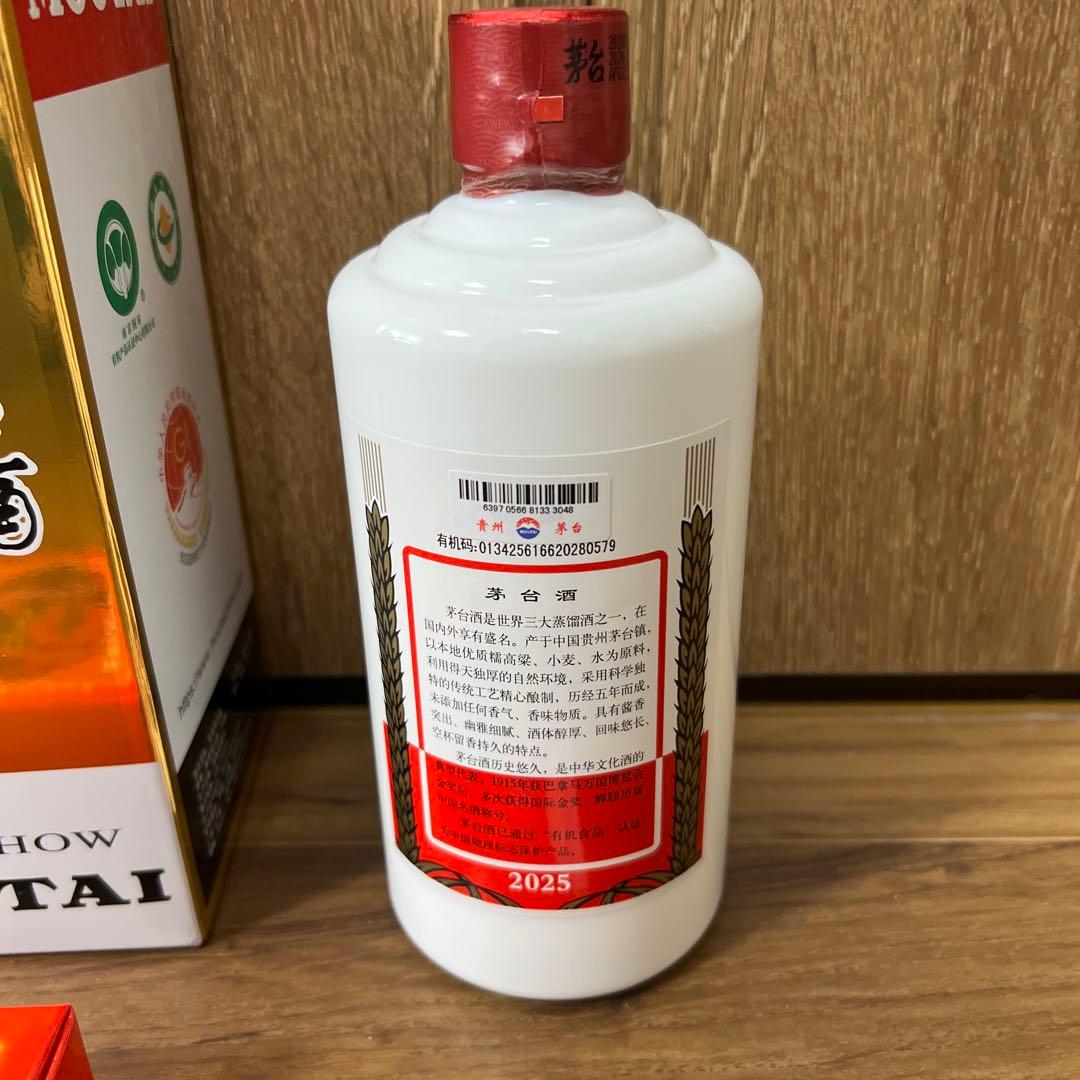 茅台
6397 0566 8133 3048
贵州 MOUTAI 茅台
有机码:013425616620280579
茅台酒
茅台酒是世界三大蒸馏酒之一，在
国内外享有盛名。产于中国贵州茅台镇，
以本地优质糯高粱、小麦、水为原料，
利用得天独厚的自然环境，采用科学独
特的传统工艺精心酿制，历经五年而成，
未添加任何香气、香味物质。具有酱香
突出、幽雅细腻、酒体醇厚、回味悠长、
空杯留香持久的特点。
茅台酒历史悠久，是中华文化酒的
典型代表，1915年获巴拿马万国博览会
金奖后，多次获得国际金奖，蝉联历届
中国名酒称号。
茅台酒已通过“有机食品”认证，
为中国地理标志保护产品。
2025
酒
HOW
TAI